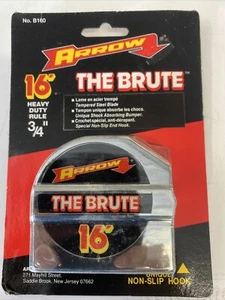 No. B160
ARROW
16"
HEAVY
DUTY
RULE
3/4"
THE BRUTE™
■ Lame en acier trempé
Tempered Steel Blade
■ Tampon unique absorbe les chocs.
Unique Shock Absorbing Bumper.
■ Crochet spécial, anti-dérapant.
Special Non-Slip End Hook.
ARROW
THE BRUTE
16'
271 Mayhill Street,
Saddle Brook, New Jersey 07662
UNIQUE
NON-SLIP HOOK